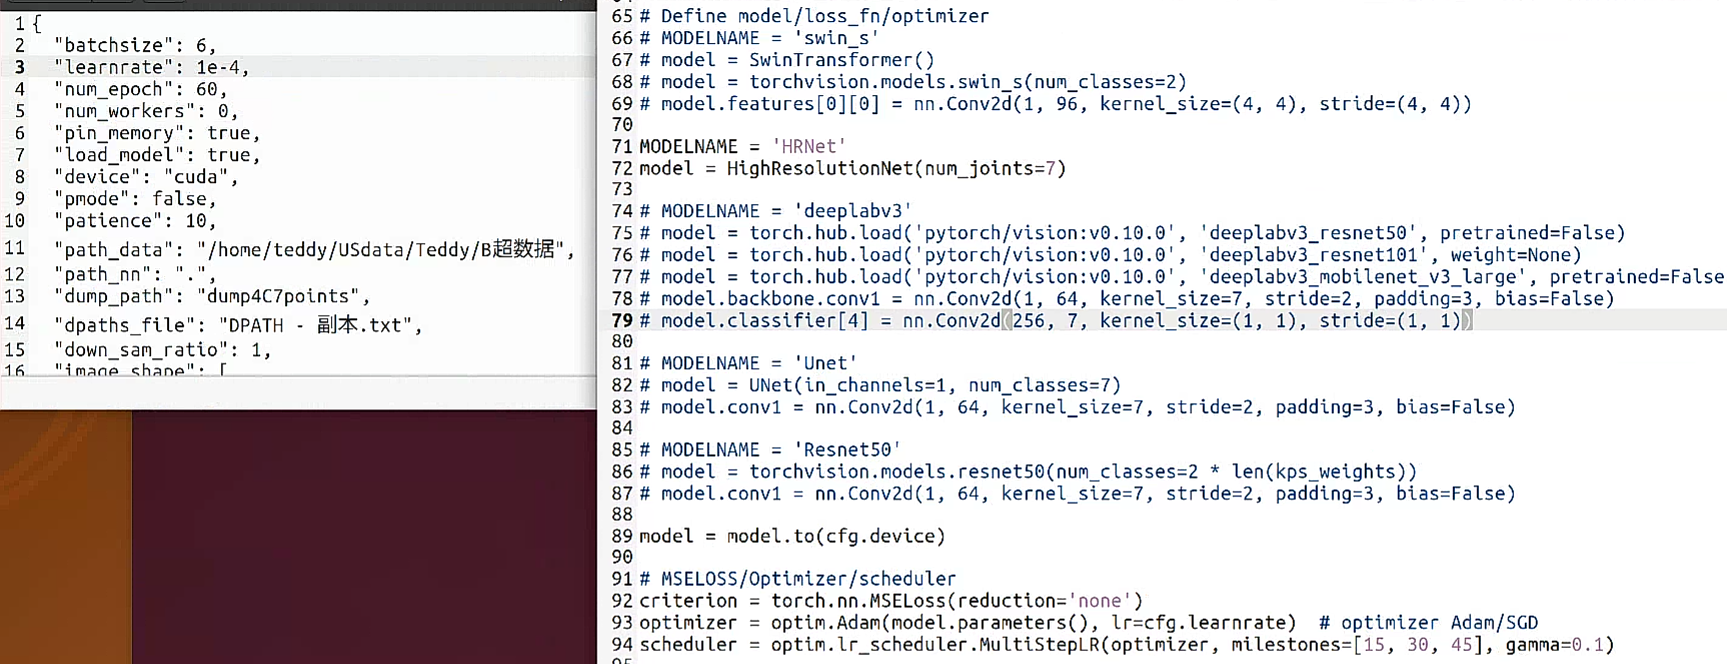 1 {
2   "batchsize": 6,
3   "learnrate": 1e-4,
4   "num_epoch": 60,
5   "num_workers": 0,
6   "pin_memory": true,
7   "load_model": true,
8   "device": "cuda",
9   "pmode": false,
10   "patience": 10,
11   "path_data": "/home/teddy/USdata/Teddy/B超数据",
12   "path_nn": ".",
13   "dump_path": "dump4C7points",
14   "dpaths_file": "DPATH - 副本.txt",
15   "down_sam_ratio": 1,
16   "image_shape": [
65 # Define model/loss_fn/optimizer
66 # MODELNAME = 'swin_s'
67 # model = SwinTransformer()
68 # model = torchvision.models.swin_s(num_classes=2)
69 # model.features[0][0] = nn.Conv2d(1, 96, kernel_size=(4, 4), stride=(4, 4))
70
71 MODELNAME = 'HRNet'
72 model = HighResolutionNet(num_joints=7)
73
74 # MODELNAME = 'deeplabv3'
75 # model = torch.hub.load('pytorch/vision:v0.10.0', 'deeplabv3_resnet50', pretrained=False)
76 # model = torch.hub.load('pytorch/vision:v0.10.0', 'deeplabv3_resnet101', weight=None)
77 # model = torch.hub.load('pytorch/vision:v0.10.0', 'deeplabv3_mobilenet_v3_large', pretrained=False
78 # model.backbone.conv1 = nn.Conv2d(1, 64, kernel_size=7, stride=2, padding=3, bias=False)
79 # model.classifier[4] = nn.Conv2d(256, 7, kernel_size=(1, 1), stride=(1, 1))
80
81 # MODELNAME = 'Unet'
82 # model = UNet(in_channels=1, num_classes=7)
83 # model.conv1 = nn.Conv2d(1, 64, kernel_size=7, stride=2, padding=3, bias=False)
84
85 # MODELNAME = 'Resnet50'
86 # model = torchvision.models.resnet50(num_classes=2 * len(kps_weights))
87 # model.conv1 = nn.Conv2d(1, 64, kernel_size=7, stride=2, padding=3, bias=False)
88
89 model = model.to(cfg.device)
90
91 # MSELOSS/Optimizer/scheduler
92 criterion = torch.nn.MSELoss(reduction='none')
93 optimizer = optim.Adam(model.parameters(), lr=cfg.learnrate)  # optimizer Adam/SGD
94 scheduler = optim.lr_scheduler.MultiStepLR(optimizer, milestones=[15, 30, 45], gamma=0.1)